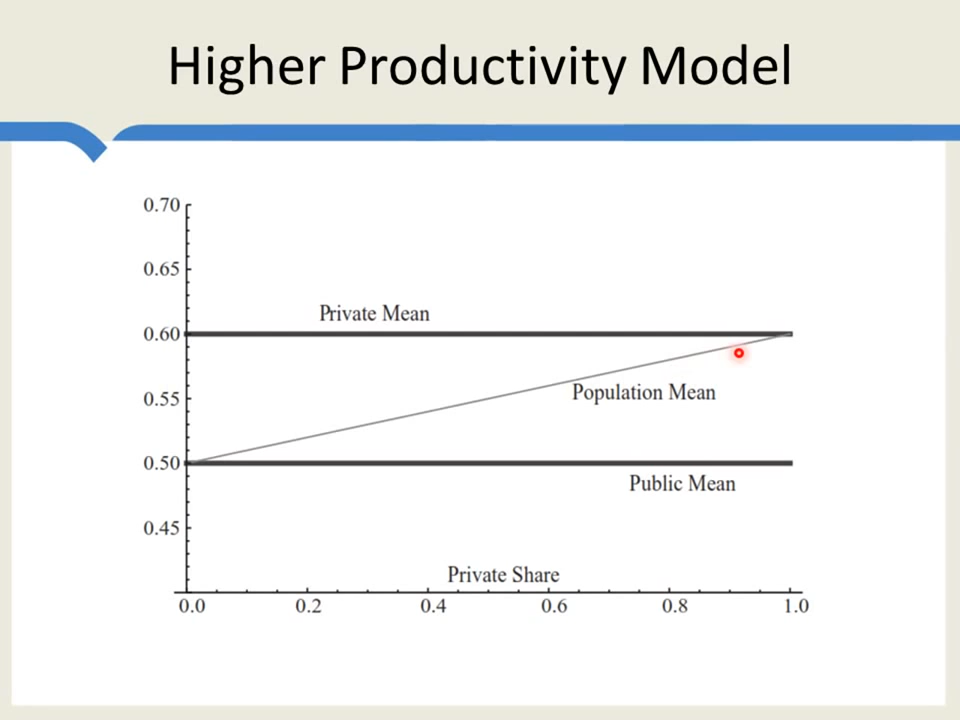 Higher Productivity Model
0.70
0.65
Private Mean
0.60
Population Mean
0.55
0.50
Public Mean
0.45
Private Share
0.0 0.2 0.4 0.6 0.8 1.0